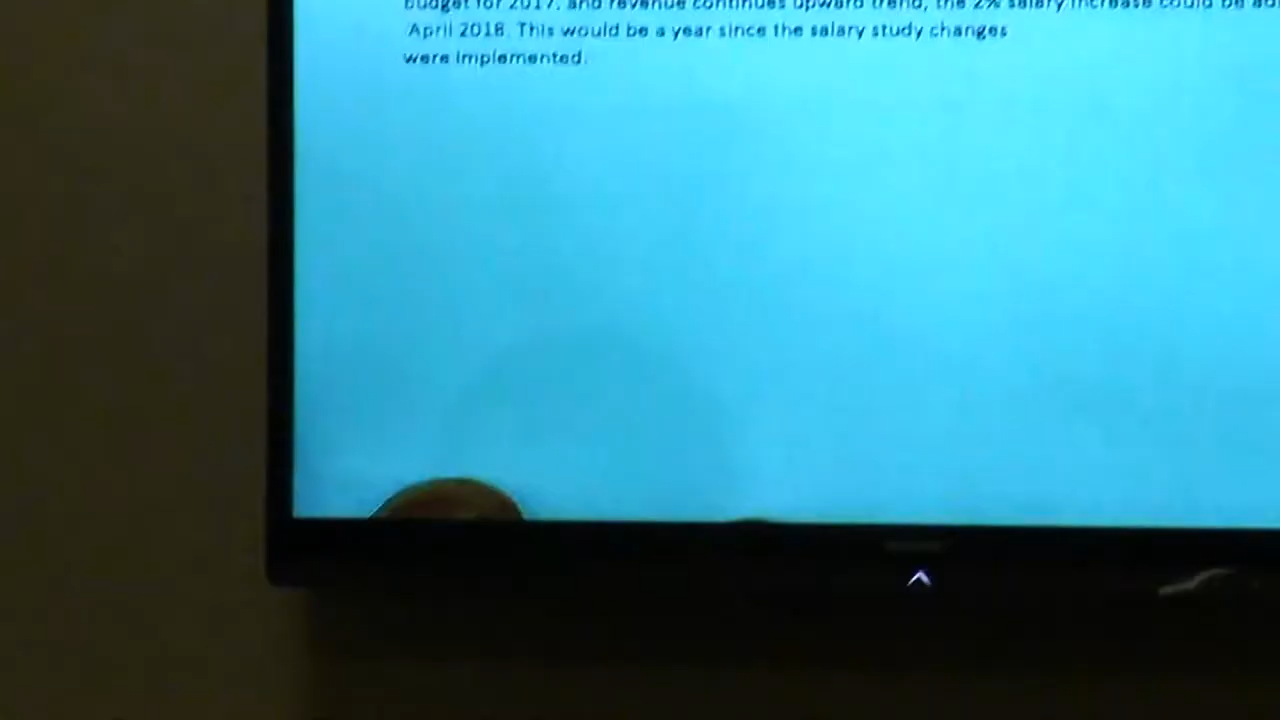 budget for 2017, and revenue continues upward trend, the 2% salary increase could be
April 2018. This would be a year since the salary study changes
were implemented.